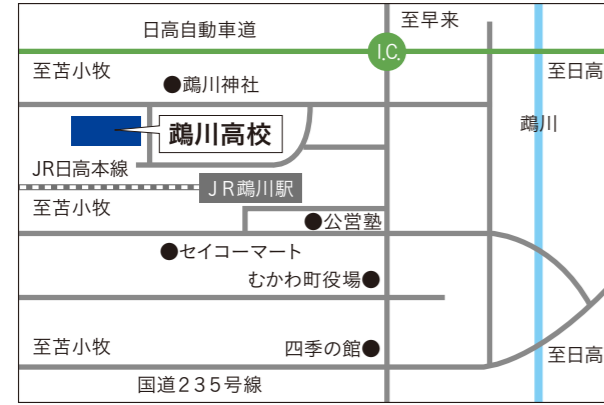 至早来
日高自動車道
I.C.
至苫小牧
至日高
●鵡川神社
鵡川
鵡川高校
JR日高本線
JR鵡川駅
至苫小牧
●公営塾
●セイコーマート
むかわ町役場●
至苫小牧
四季の館●
至日高
国道235号線